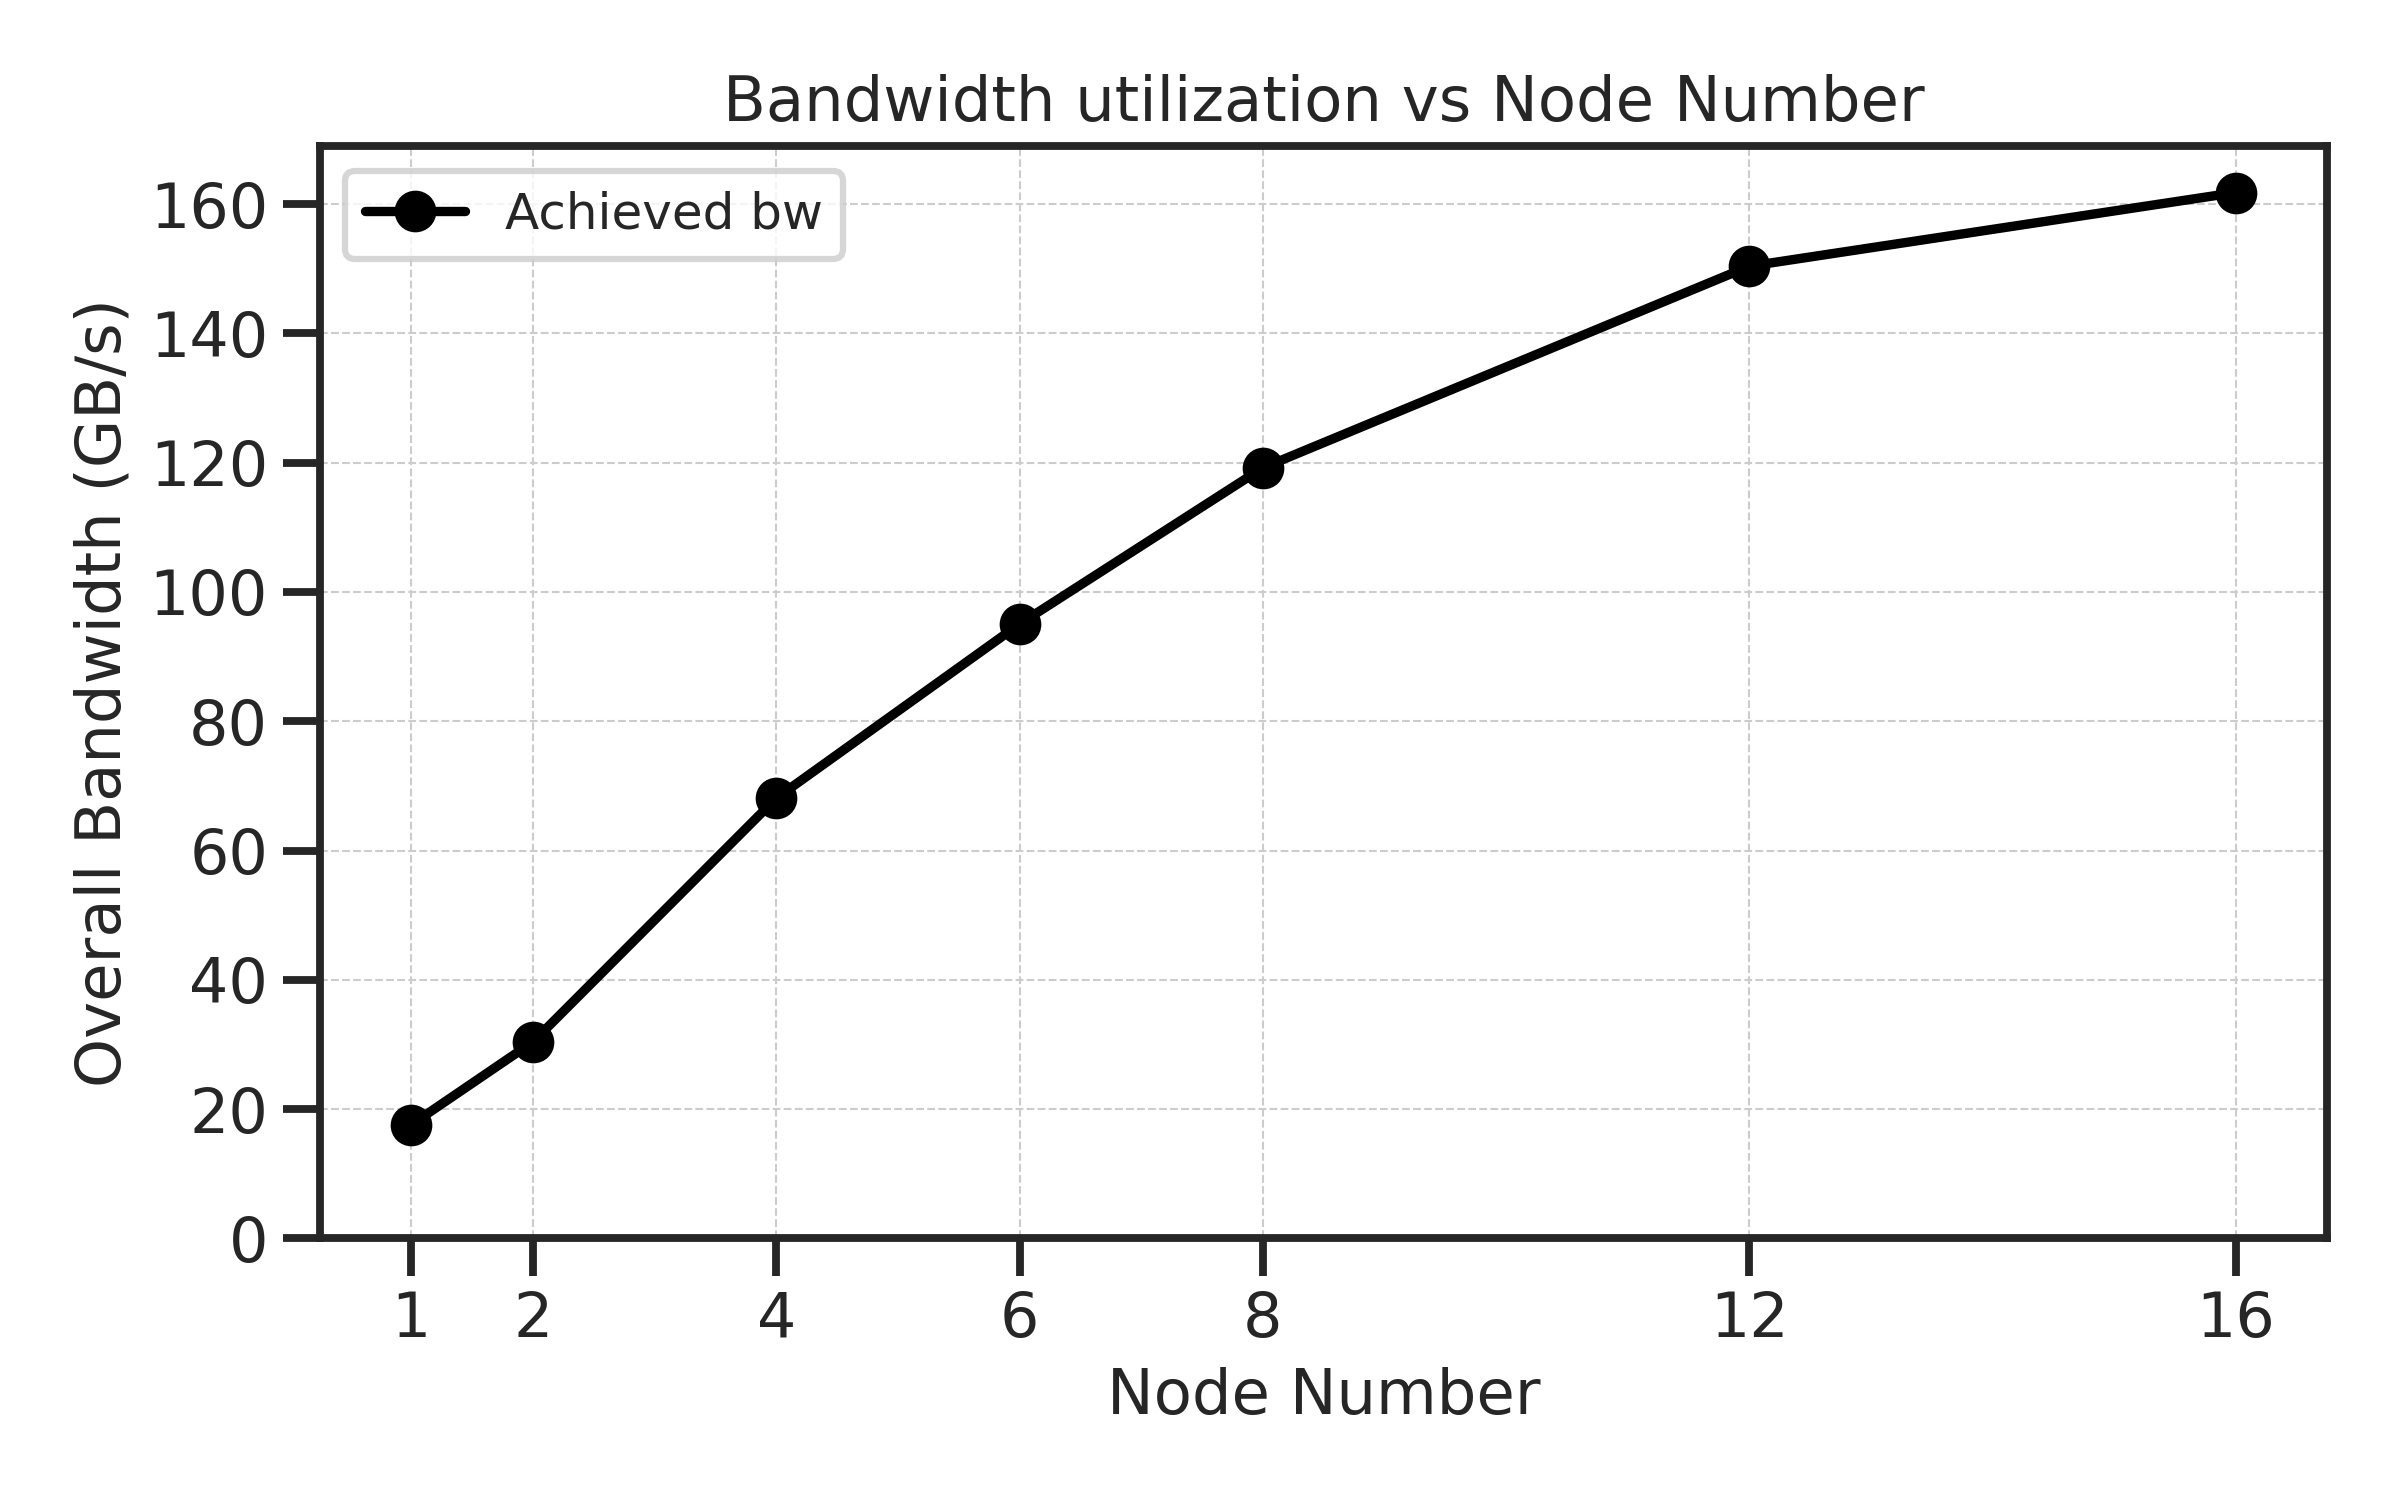 Bandwidth utilization vs Node Number
Achieved bw
Overall Bandwidth (GB/s)
160
140
120
100
80
60
40
20
0
1 2 4 6 8 12 16
Node Number